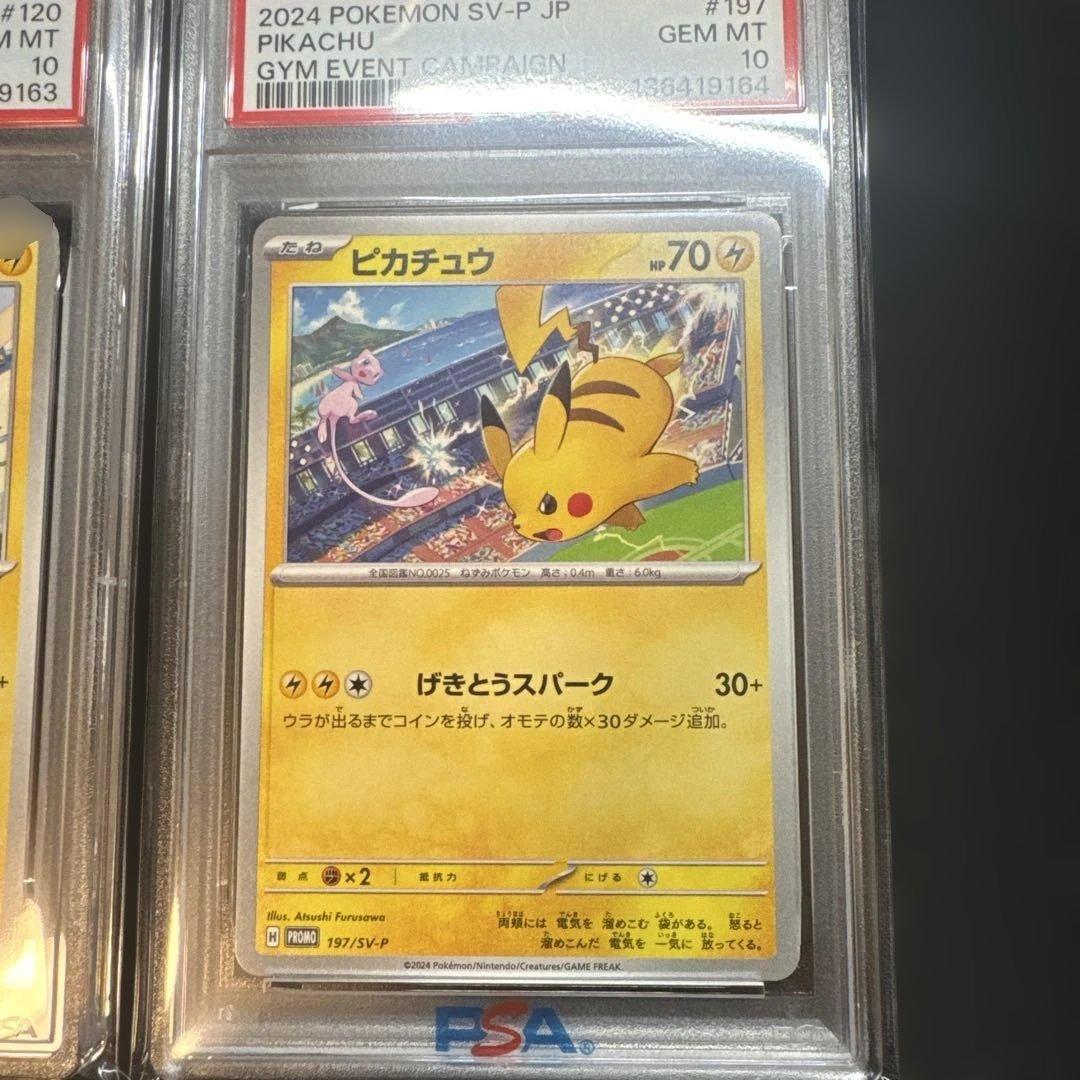 #120
M MT
10
9163
2024 POKEMON SV-P JP
PIKACHU
GYM EVENT CAMPAIGN
#197
GEM MT
10
136419164
たね
ピカチュウ
HP70
全国図鑑NO.0025 ねずみポケモン 高さ:0.4m 重さ:6.0kg
げきとうスパーク 30+
ウラが出るまでコインを投げ、オモテの数×30ダメージ追加。
弱点 ×2 抵抗力 にげる
Illus. Atsushi Furusawa
H PROMO 197/SV-P
両頬には 電気を 溜めこむ 袋がある。 怒ると
溜めこんだ 電気を 一気に 放ってくる。
©2024 Pokémon/Nintendo/Creatures/GAME FREAK.
PSA®
SA
+